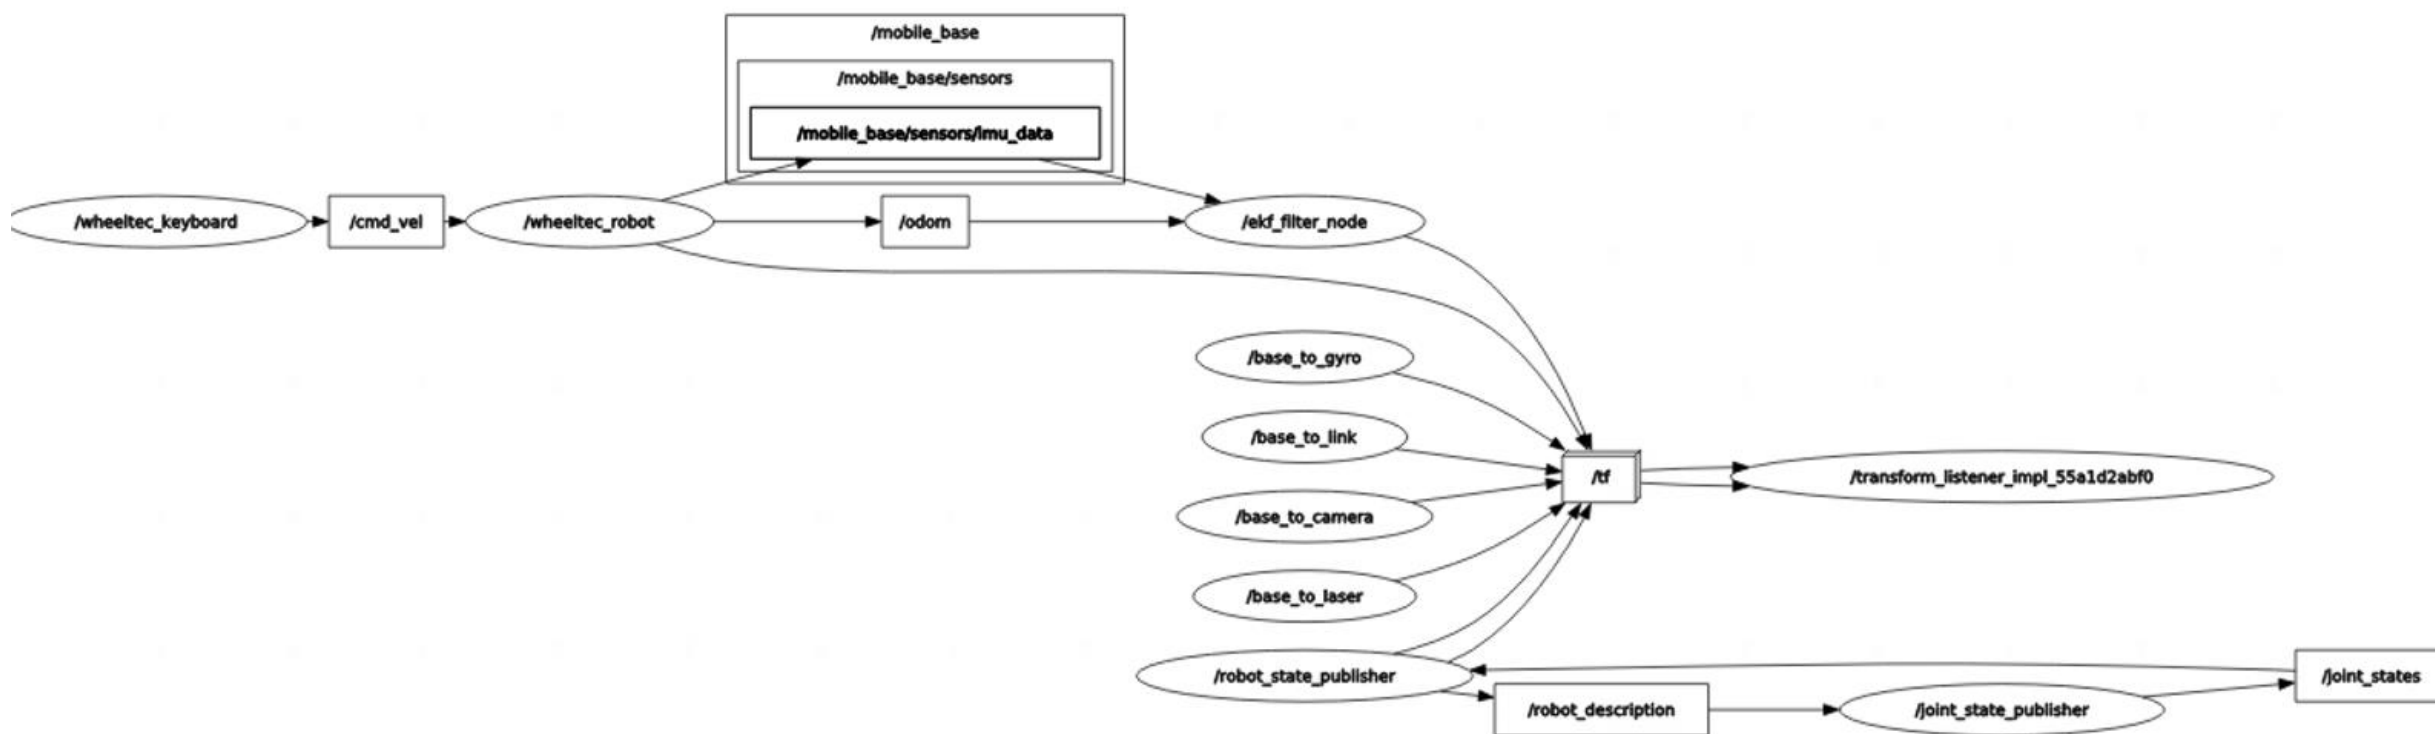 /mobile_base
/mobile_base/sensors
/mobile_base/sensors/imu_data
/wheeltec_keyboard
/cmd_vel
/wheeltec_robot
/odom
/ekf_filter_node
/base_to_gyro
/base_to_link
/tf
/transform_listener_impl_55a1d2abf0
/base_to_camera
/base_to_laser
/robot_state_publisher
/joint_states
/robot_description
/joint_state_publisher